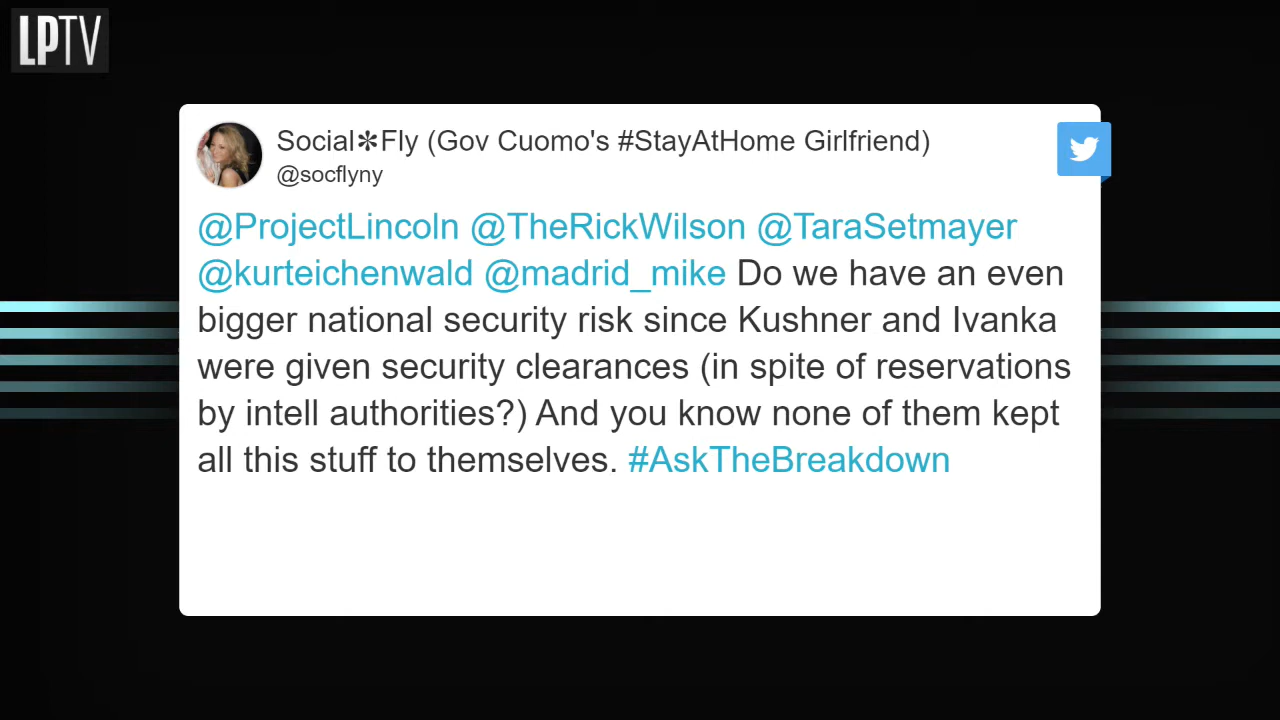 LPTV
Social✻Fly (Gov Cuomo's #StayAtHome Girlfriend)
@socflyny
@ProjectLincoln @TheRickWilson @TaraSetmayer
@kurteichenwald @madrid_mike Do we have an even
bigger national security risk since Kushner and Ivanka
were given security clearances (in spite of reservations
by intell authorities?) And you know none of them kept
all this stuff to themselves. #AskTheBreakdown